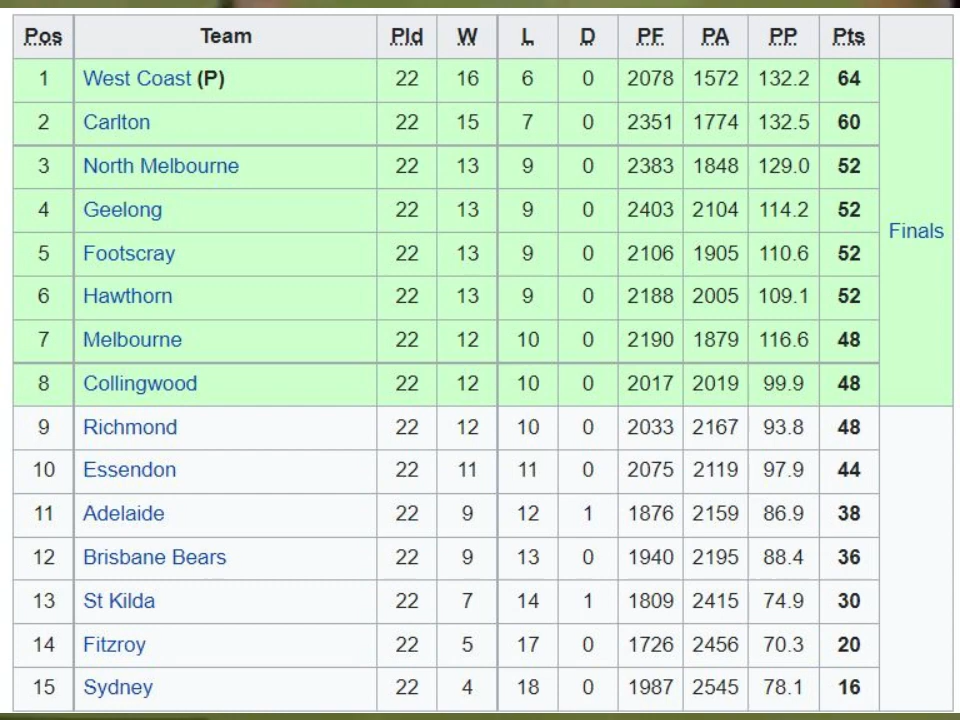 Pos Team Pld W L D PF PA PP Pts
1 West Coast (P) 22 16 6 0 2078 1572 132.2 64
2 Carlton 22 15 7 0 2351 1774 132.5 60
3 North Melbourne 22 13 9 0 2383 1848 129.0 52
4 Geelong 22 13 9 0 2403 2104 114.2 52
Finals
5 Footscray 22 13 9 0 2106 1905 110.6 52
6 Hawthorn 22 13 9 0 2188 2005 109.1 52
7 Melbourne 22 12 10 0 2190 1879 116.6 48
8 Collingwood 22 12 10 0 2017 2019 99.9 48
9 Richmond 22 12 10 0 2033 2167 93.8 48
10 Essendon 22 11 11 0 2075 2119 97.9 44
11 Adelaide 22 9 12 1 1876 2159 86.9 38
12 Brisbane Bears 22 9 13 0 1940 2195 88.4 36
13 St Kilda 22 7 14 1 1809 2415 74.9 30
14 Fitzroy 22 5 17 0 1726 2456 70.3 20
15 Sydney 22 4 18 0 1987 2545 78.1 16